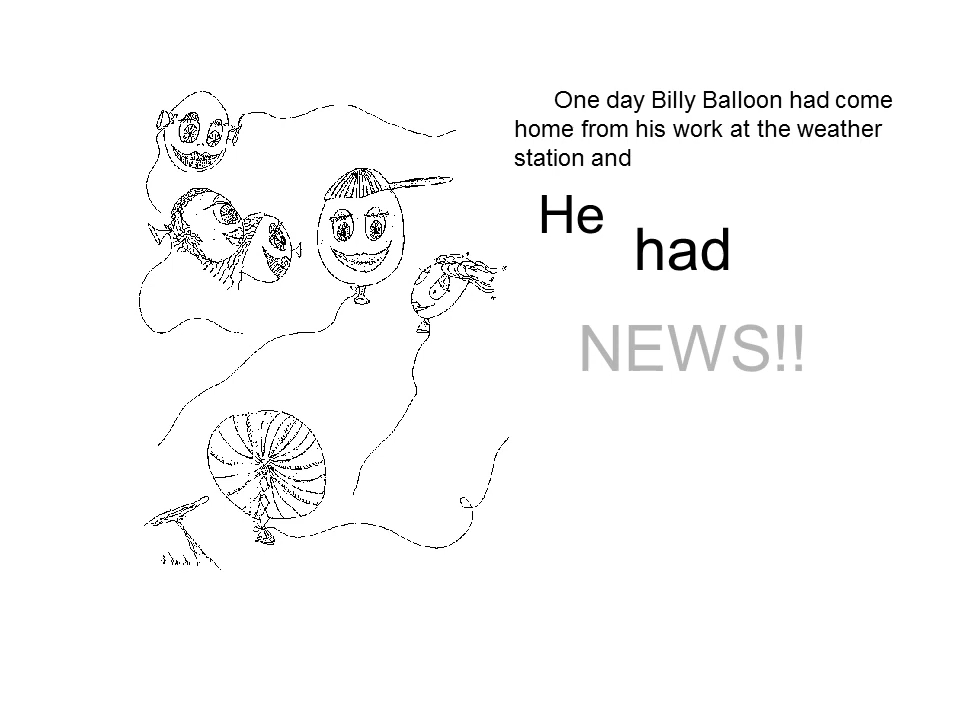 One day Billy Balloon had come
home from his work at the weather
station and
He
had
NEWS!!